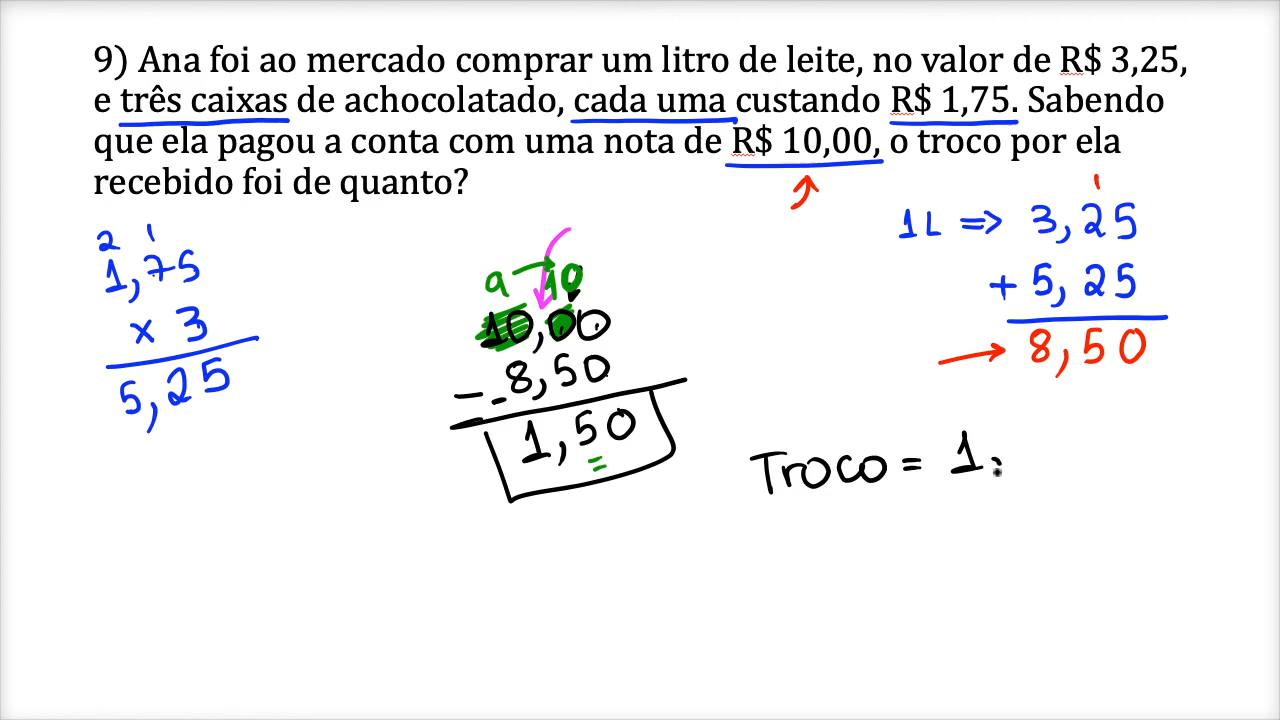 9) Ana foi ao mercado comprar um litro de leite, no valor de R$ 3,25,
e três caixas de achocolatado, cada uma custando R$ 1,75. Sabendo
que ela pagou a conta com uma nota de R$ 10,00, o troco por ela
recebido foi de quanto?
2 1
1,75
x 3
5,25
9 10
10,00
- 8,50
1,50
=
1
1L => 3,25
+ 5,25
→ 8,50
Troco = 1,